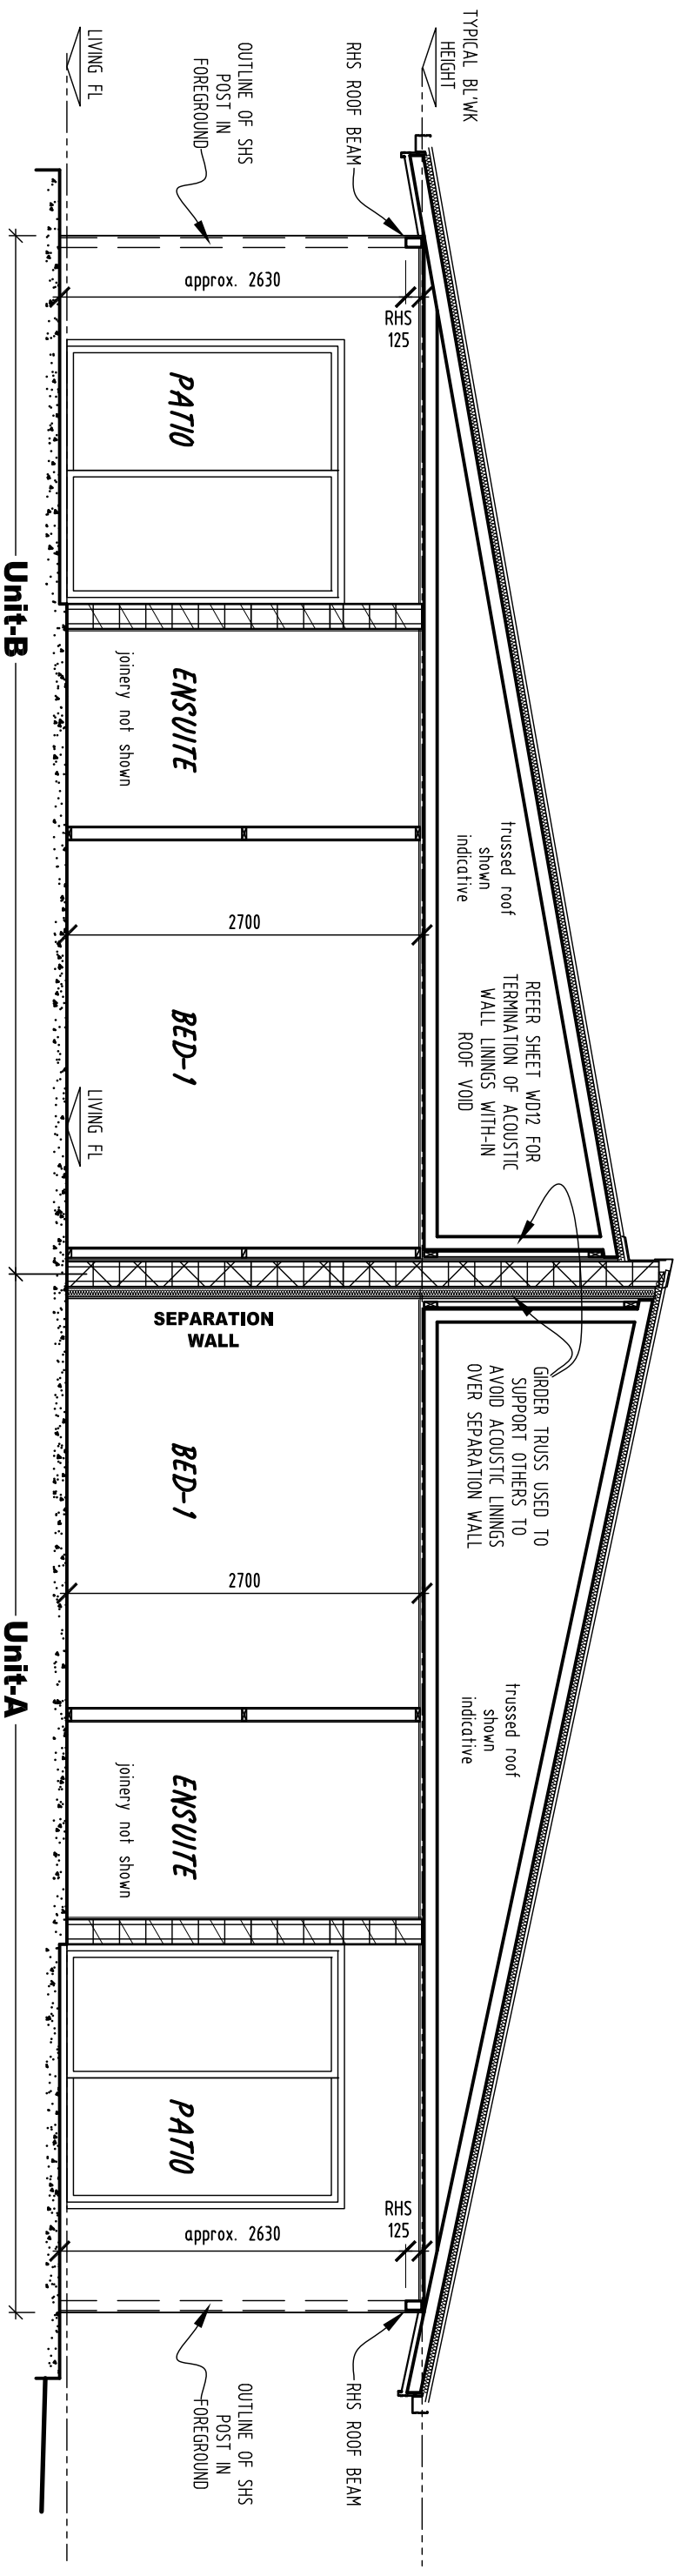 TYPICAL BL'WK
HEIGHT
RHS ROOF BEAM
OUTLINE OF SHS
POST IN
FOREGROUND
LIVING FL
approx. 2630
RHS
125
PATIO
ENSUITE
joinery not shown
trussed roof
shown
indicative
2700
BED-1
REFER SHEET WD12 FOR
TERMINATION OF ACOUSTIC
WALL LININGS WITH-IN
ROOF VOID
LIVING FL
Unit-B
SEPARATION
WALL
GIRDER TRUSS USED TO
SUPPORT OTHERS TO
AVOID ACOUSTIC LININGS
OVER SEPARATION WALL
BED-1
2700
trussed roof
shown
indicative
ENSUITE
joinery not shown
Unit-A
PATIO
RHS
125
approx. 2630
RHS ROOF BEAM
OUTLINE OF SHS
POST IN
FOREGROUND